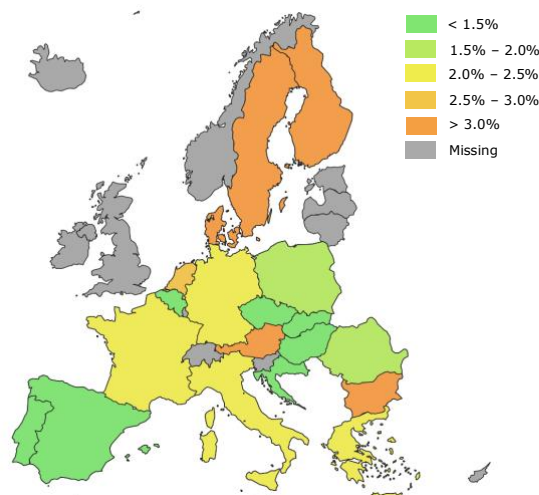 < 1.5%
1.5% – 2.0%
2.0% – 2.5%
2.5% – 3.0%
> 3.0%
Missing